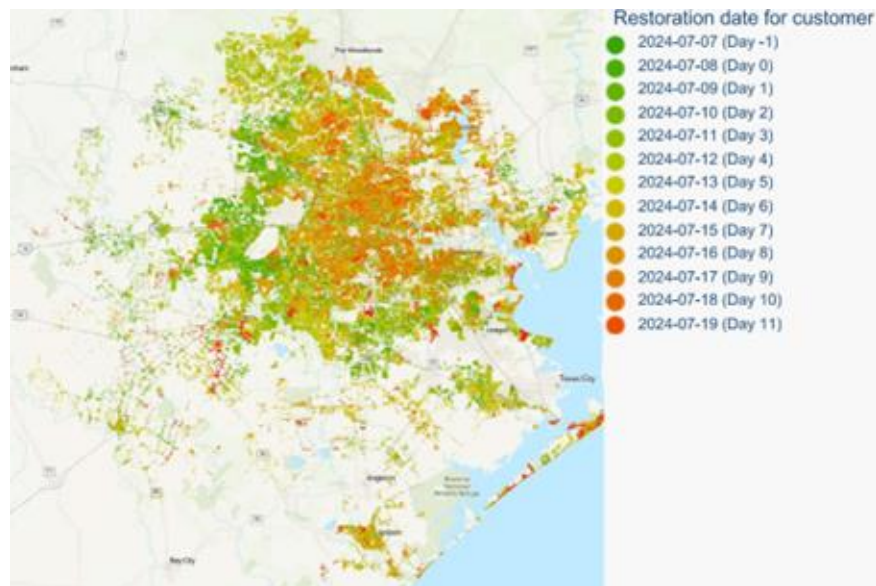 Restoration date for customer
2024-07-07 (Day -1)
2024-07-08 (Day 0)
2024-07-09 (Day 1)
2024-07-10 (Day 2)
2024-07-11 (Day 3)
2024-07-12 (Day 4)
2024-07-13 (Day 5)
2024-07-14 (Day 6)
2024-07-15 (Day 7)
2024-07-16 (Day 8)
2024-07-17 (Day 9)
2024-07-18 (Day 10)
2024-07-19 (Day 11)
The Woodlands
Texas City
Angleton
Bay City